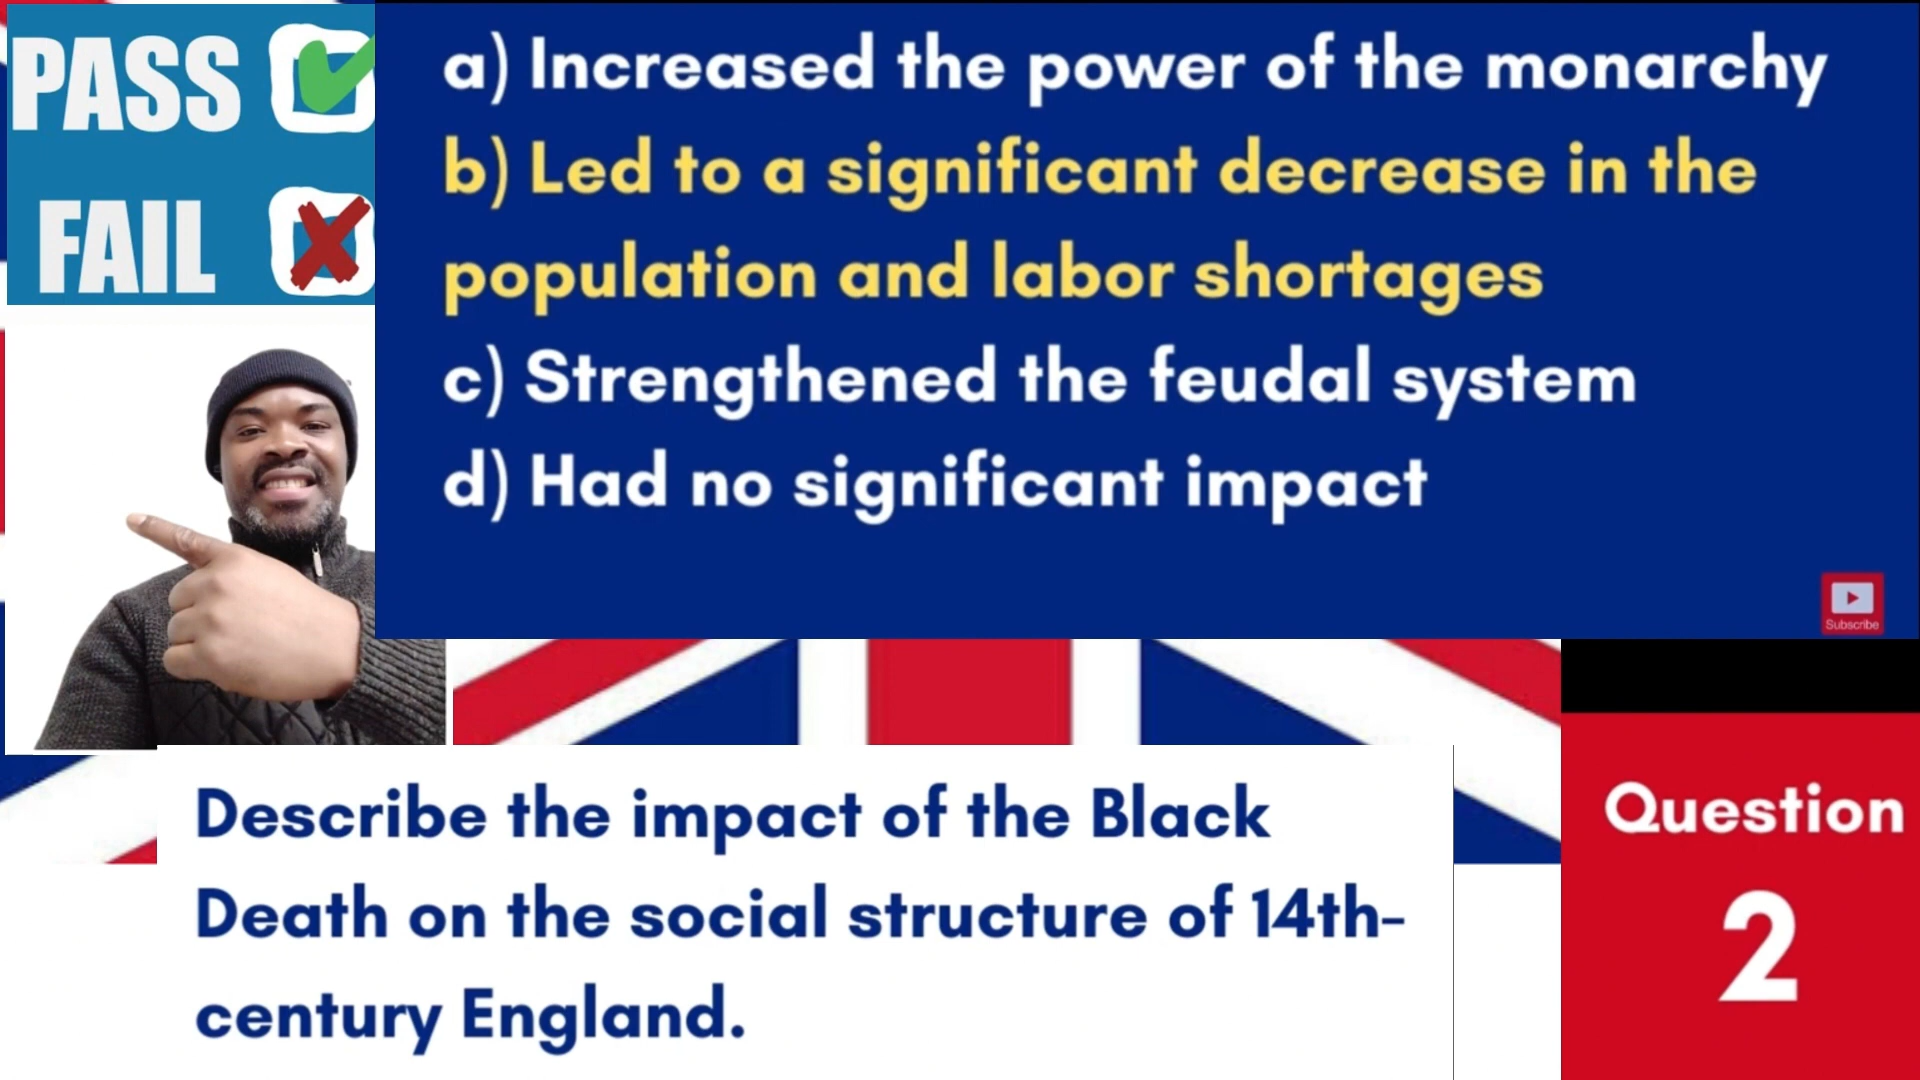 PASS
FAIL
a) Increased the power of the monarchy
b) Led to a significant decrease in the
population and labor shortages
c) Strengthened the feudal system
d) Had no significant impact
Subscribe
Describe the impact of the Black
Death on the social structure of 14th-
century England.
Question
2